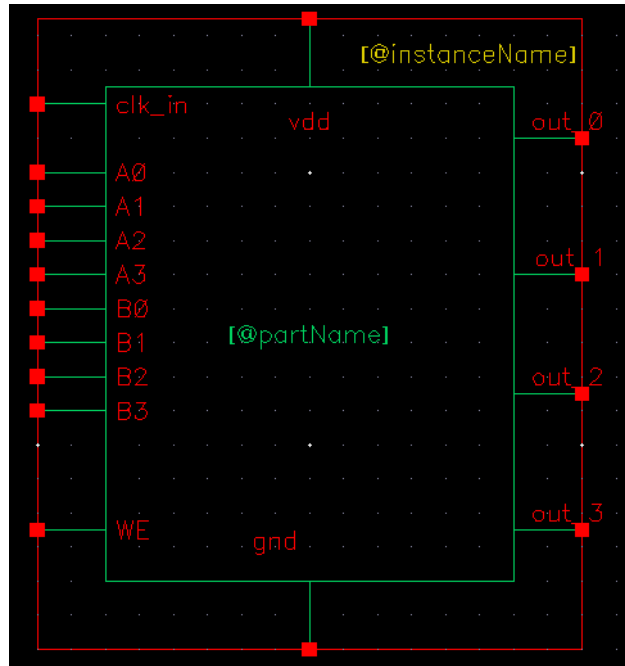 [@instanceName]
clk_in
vdd
out_0
A0
A1
A2
out_1
A3
B0
[@partName]
B1
B2
out_2
B3
WE
gnd
out_3